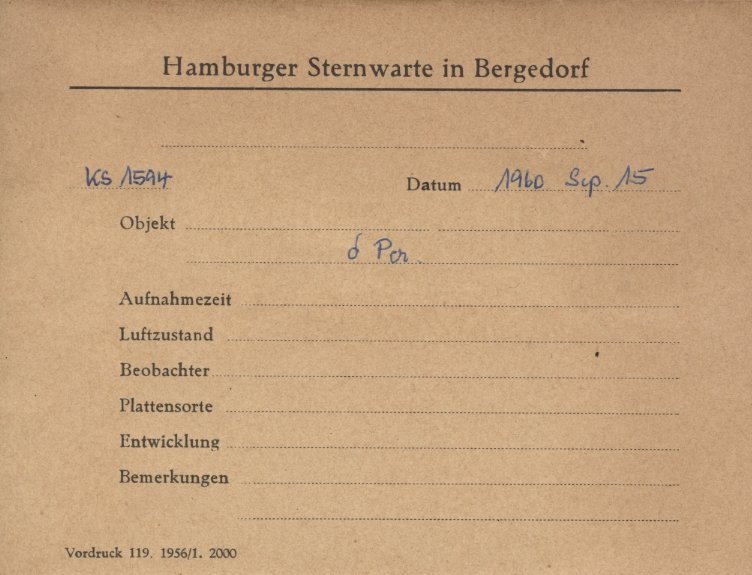 Hamburger Sternwarte in Bergedorf
KS 1594 Datum 1960 Sep. 15
Objekt
δ Per.
Aufnahmezeit
Luftzustand
Beobachter
Plattensorte
Entwicklung
Bemerkungen
Vordruck 119. 1956/1. 2000